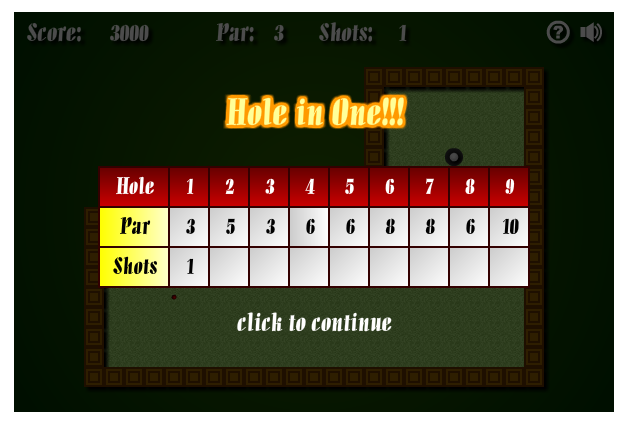 Score: 3000 Par: 3 Shots: 1 ?
Hole in One!!!
Hole 1 2 3 4 5 6 7 8 9
Par 3 5 3 6 6 8 8 6 10
Shots 1
click to continue